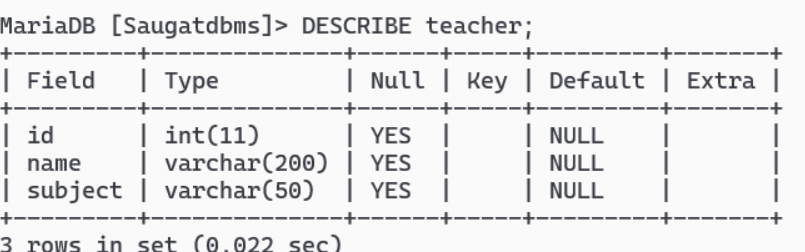 MariaDB [Saugatdbms]> DESCRIBE teacher;
+---------+--------------+------+-----+---------+-------+
| Field   | Type         | Null | Key | Default | Extra |
+---------+--------------+------+-----+---------+-------+
| id      | int(11)      | YES  |     | NULL    |       |
| name    | varchar(200) | YES  |     | NULL    |       |
| subject | varchar(50)  | YES  |     | NULL    |       |
+---------+--------------+------+-----+---------+-------+
3 rows in set (0.022 sec)